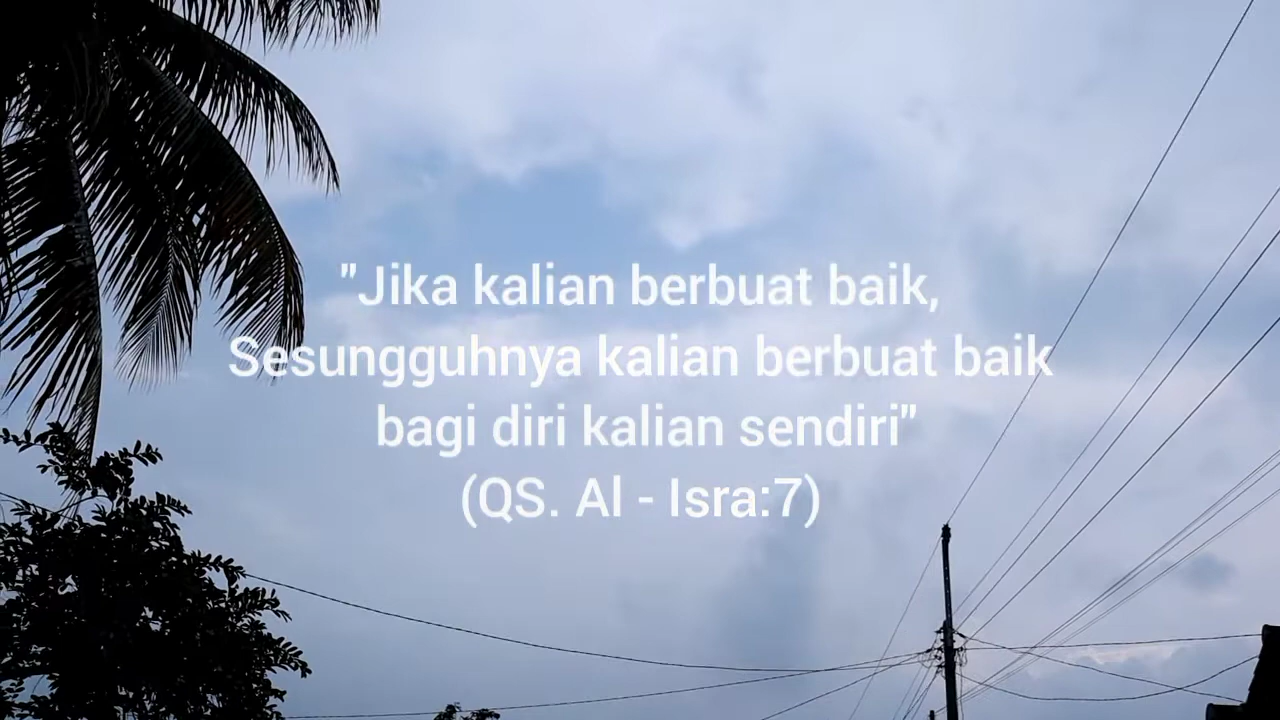 "Jika kalian berbuat baik,
Sesungguhnya kalian berbuat baik
bagi diri kalian sendiri"
(QS. Al - Isra:7)